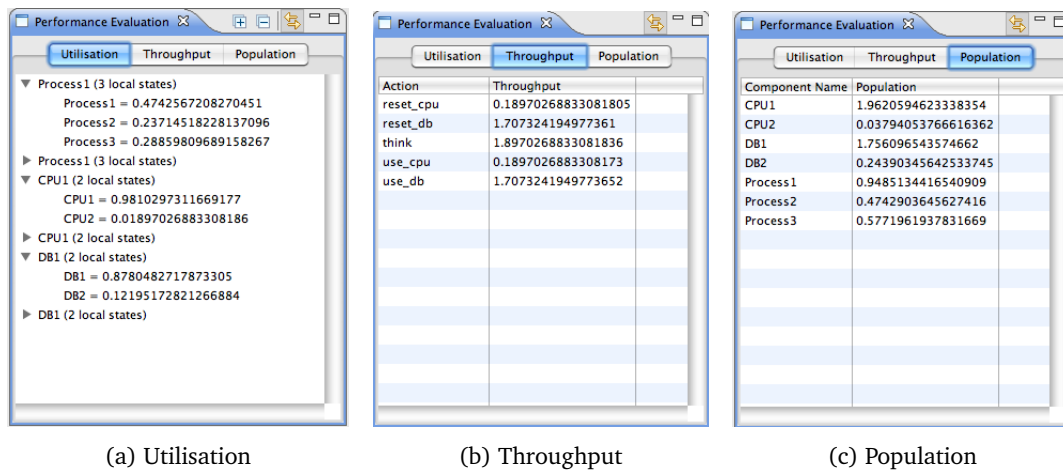 Performance Evaluation
Utilisation Throughput Population
Process1 (3 local states)
Process1 = 0.4742567208270451
Process2 = 0.23714518228137096
Process3 = 0.28859809689158267
Process1 (3 local states)
CPU1 (2 local states)
CPU1 = 0.9810297311669177
CPU2 = 0.01897026883308186
CPU1 (2 local states)
DB1 (2 local states)
DB1 = 0.8780482717873305
DB2 = 0.12195172821266884
DB1 (2 local states)
(a) Utilisation
Performance Evaluation
Utilisation Throughput Population
Action Throughput
reset_cpu 0.18970268833081805
reset_db 1.707324194977361
think 1.8970268833081836
use_cpu 0.1897026883308173
use_db 1.7073241949773652
(b) Throughput
Performance Evaluation
Utilisation Throughput Population
Component Name Population
CPU1 1.9620594623338354
CPU2 0.03794053766616362
DB1 1.756096543574662
DB2 0.24390345642533745
Process1 0.9485134416540909
Process2 0.4742903645627416
Process3 0.5771961937831669
(c) Population